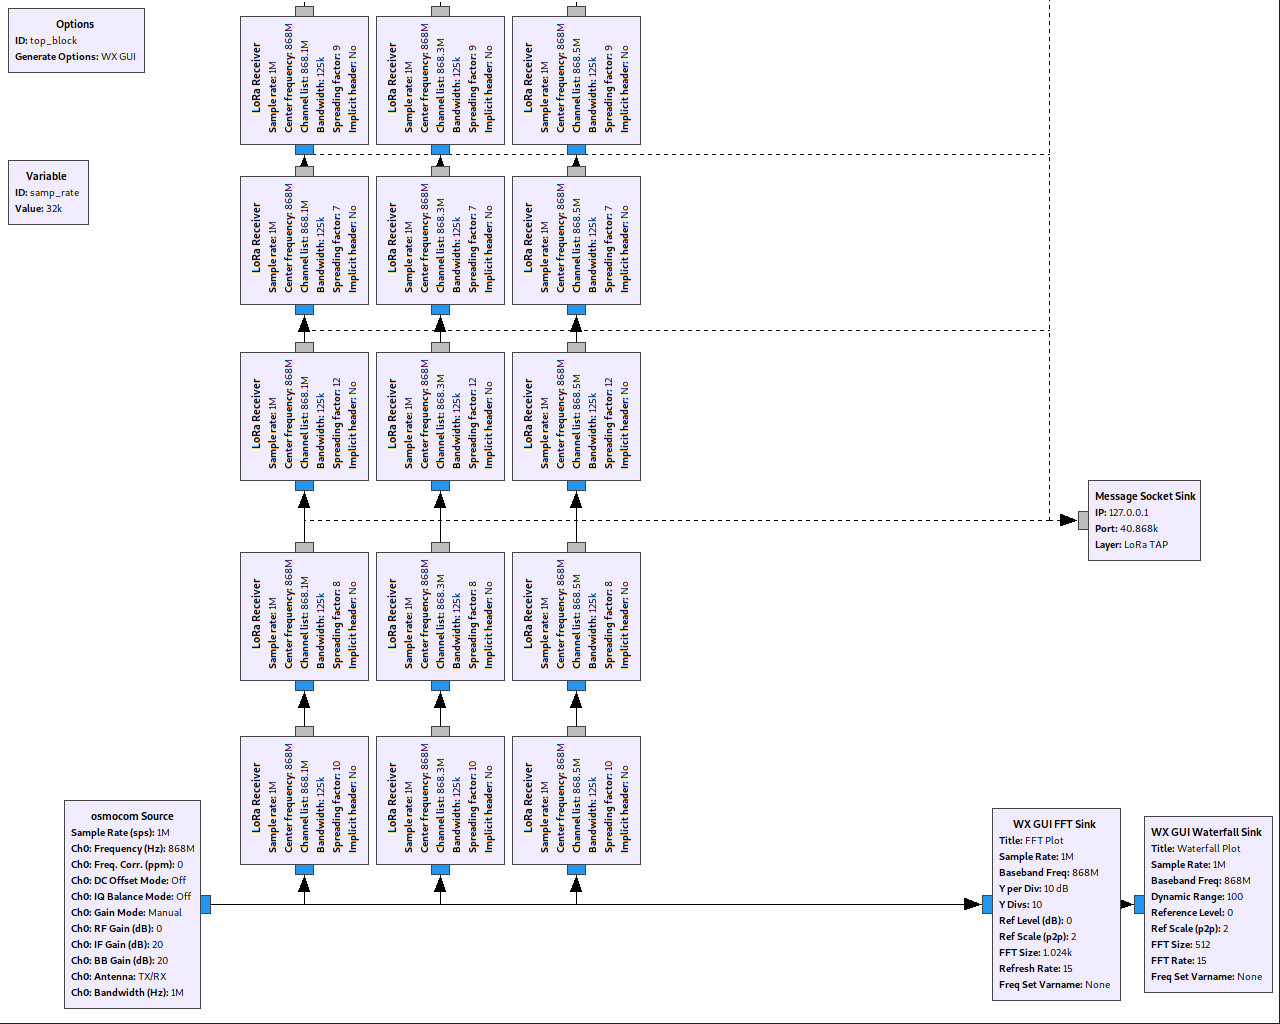 Options
ID: top_block
Generate Options: WX GUI
LoRa Receiver
Sample rate: 1M
Center frequency: 868M
Channel list: 868.1M
Bandwidth: 125k
Spreading factor: 9
Implicit header: No
LoRa Receiver
Sample rate: 1M
Center frequency: 868M
Channel list: 868.3M
Bandwidth: 125k
Spreading factor: 9
Implicit header: No
LoRa Receiver
Sample rate: 1M
Center frequency: 868M
Channel list: 868.5M
Bandwidth: 125k
Spreading factor: 9
Implicit header: No
Variable
ID: samp_rate
Value: 32k
LoRa Receiver
Sample rate: 1M
Center frequency: 868M
Channel list: 868.1M
Bandwidth: 125k
Spreading factor: 7
Implicit header: No
LoRa Receiver
Sample rate: 1M
Center frequency: 868M
Channel list: 868.3M
Bandwidth: 125k
Spreading factor: 7
Implicit header: No
LoRa Receiver
Sample rate: 1M
Center frequency: 868M
Channel list: 868.5M
Bandwidth: 125k
Spreading factor: 7
Implicit header: No
LoRa Receiver
Sample rate: 1M
Center frequency: 868M
Channel list: 868.1M
Bandwidth: 125k
Spreading factor: 12
Implicit header: No
LoRa Receiver
Sample rate: 1M
Center frequency: 868M
Channel list: 868.3M
Bandwidth: 125k
Spreading factor: 12
Implicit header: No
LoRa Receiver
Sample rate: 1M
Center frequency: 868M
Channel list: 868.5M
Bandwidth: 125k
Spreading factor: 12
Implicit header: No
Message Socket Sink
IP: 127.0.0.1
Port: 40.868k
Layer: LoRa TAP
LoRa Receiver
Sample rate: 1M
Center frequency: 868M
Channel list: 868.1M
Bandwidth: 125k
Spreading factor: 8
Implicit header: No
LoRa Receiver
Sample rate: 1M
Center frequency: 868M
Channel list: 868.3M
Bandwidth: 125k
Spreading factor: 8
Implicit header: No
LoRa Receiver
Sample rate: 1M
Center frequency: 868M
Channel list: 868.5M
Bandwidth: 125k
Spreading factor: 8
Implicit header: No
LoRa Receiver
Sample rate: 1M
Center frequency: 868M
Channel list: 868.1M
Bandwidth: 125k
Spreading factor: 10
Implicit header: No
LoRa Receiver
Sample rate: 1M
Center frequency: 868M
Channel list: 868.3M
Bandwidth: 125k
Spreading factor: 10
Implicit header: No
LoRa Receiver
Sample rate: 1M
Center frequency: 868M
Channel list: 868.5M
Bandwidth: 125k
Spreading factor: 10
Implicit header: No
osmocom Source
Sample Rate (sps): 1M
Ch0: Frequency (Hz): 868M
Ch0: Freq. Corr. (ppm): 0
Ch0: DC Offset Mode: Off
Ch0: IQ Balance Mode: Off
Ch0: Gain Mode: Manual
Ch0: RF Gain (dB): 0
Ch0: IF Gain (dB): 20
Ch0: BB Gain (dB): 20
Ch0: Antenna: TX/RX
Ch0: Bandwidth (Hz): 1M
WX GUI FFT Sink
Title: FFT Plot
Sample Rate: 1M
Baseband Freq: 868M
Y per Div: 10 dB
Y Divs: 10
Ref Level (dB): 0
Ref Scale (p2p): 2
FFT Size: 1.024k
Refresh Rate: 15
Freq Set Varname: None
WX GUI Waterfall Sink
Title: Waterfall Plot
Sample Rate: 1M
Baseband Freq: 868M
Dynamic Range: 100
Reference Level: 0
Ref Scale (p2p): 2
FFT Size: 512
FFT Rate: 15
Freq Set Varname: None